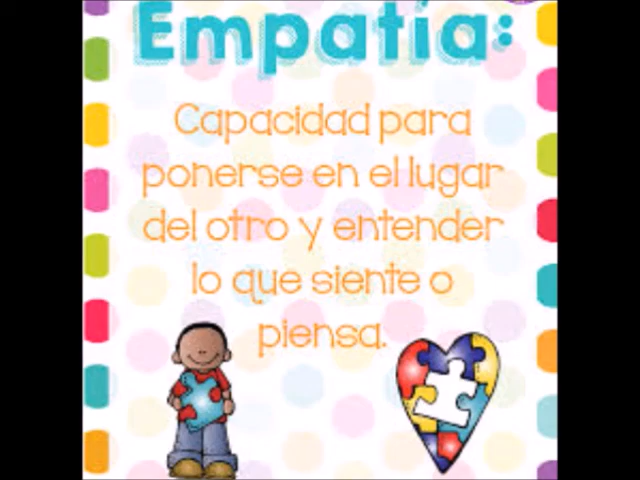 Empatía:
Capacidad para
ponerse en el lugar
del otro y entender
lo que siente o
piensa.